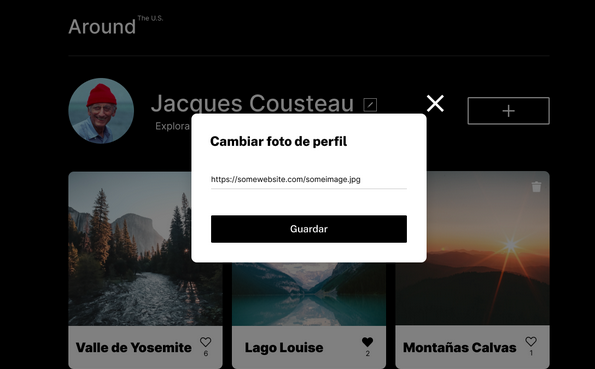 Around The U.S.
Jacques Cousteau
Explora
Cambiar foto de perfil
https://somewebsite.com/someimage.jpg
Guardar
Valle de Yosemite
6
Lago Louise
2
Montañas Calvas
1